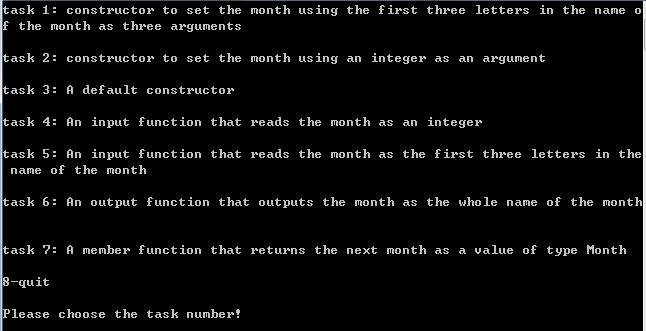 task 1: constructor to set the month using the first three letters in the name o
f the month as three arguments
task 2: constructor to set the month using an integer as an argument
task 3: A default constructor
task 4: An input function that reads the month as an integer
task 5: An input function that reads the month as the first three letters in the
name of the month
task 6: An output function that outputs the month as the whole name of the month
task 7: A member function that returns the next month as a value of type Month
8-quit
Please choose the task number!